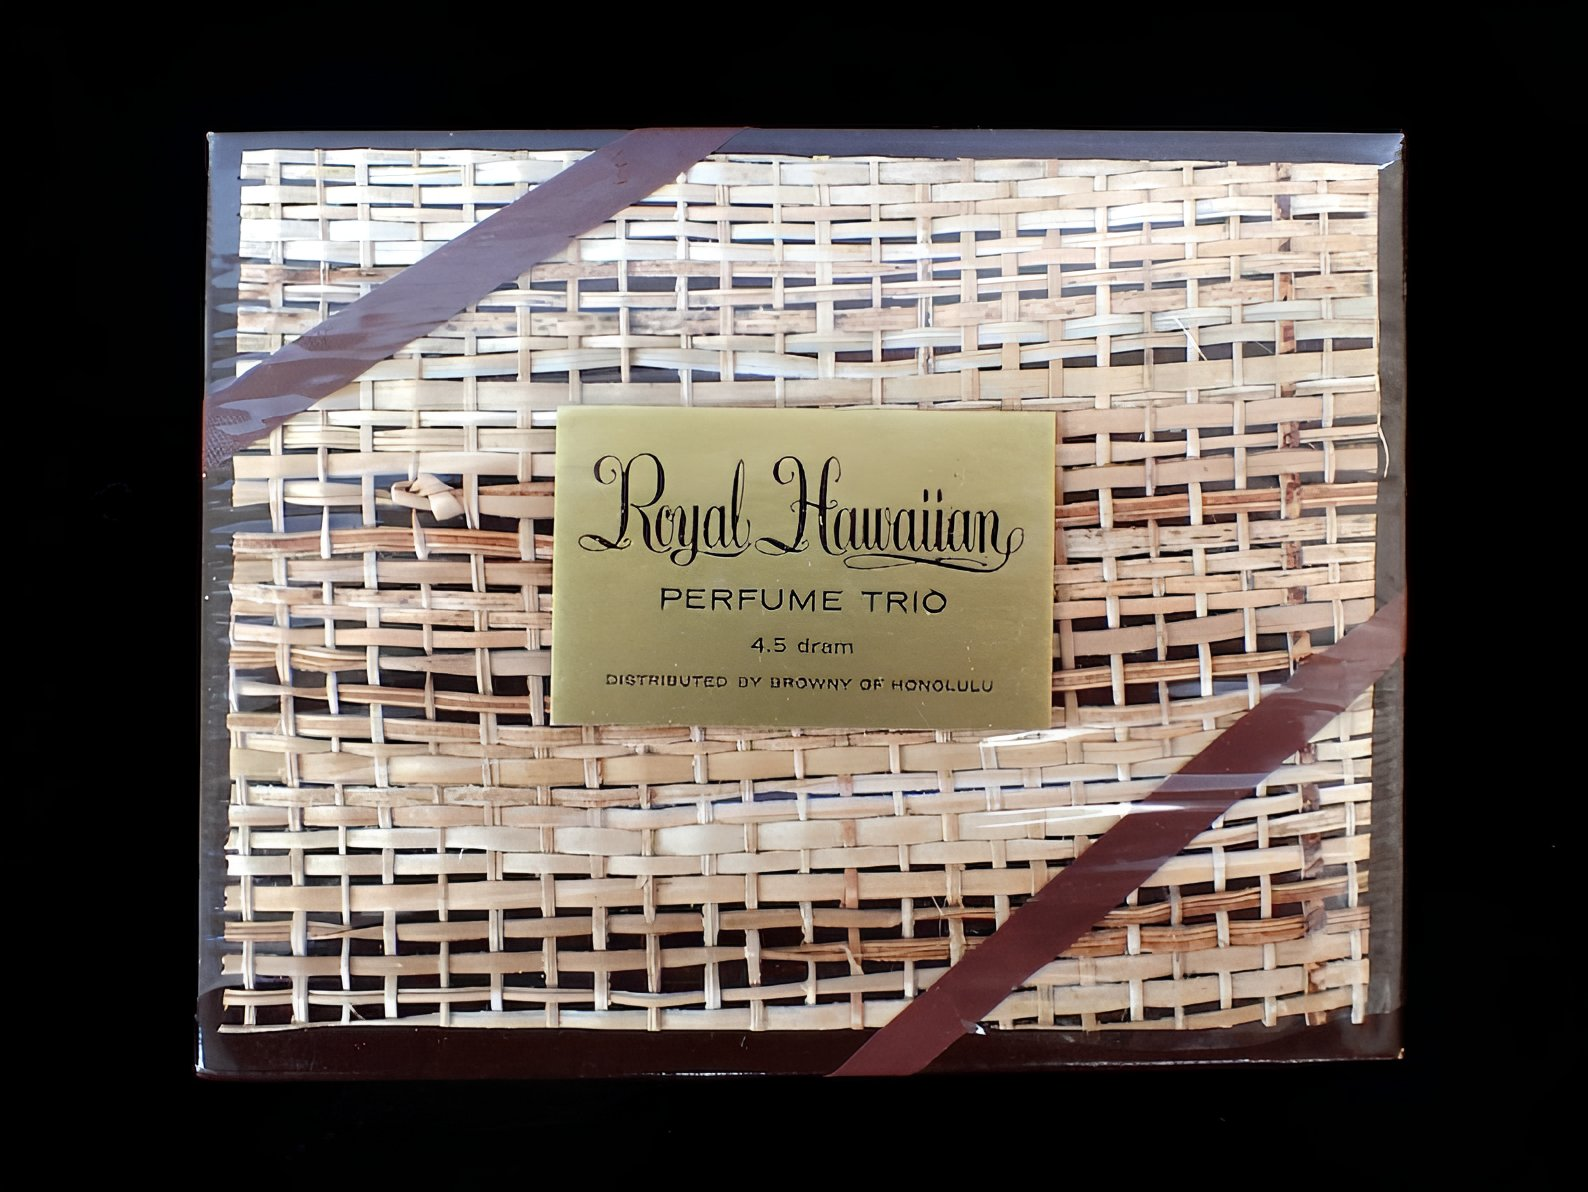 Royal Hawaiian
PERFUME TRIO
4.5 dram
DISTRIBUTED BY BROWNY OF HONOLULU